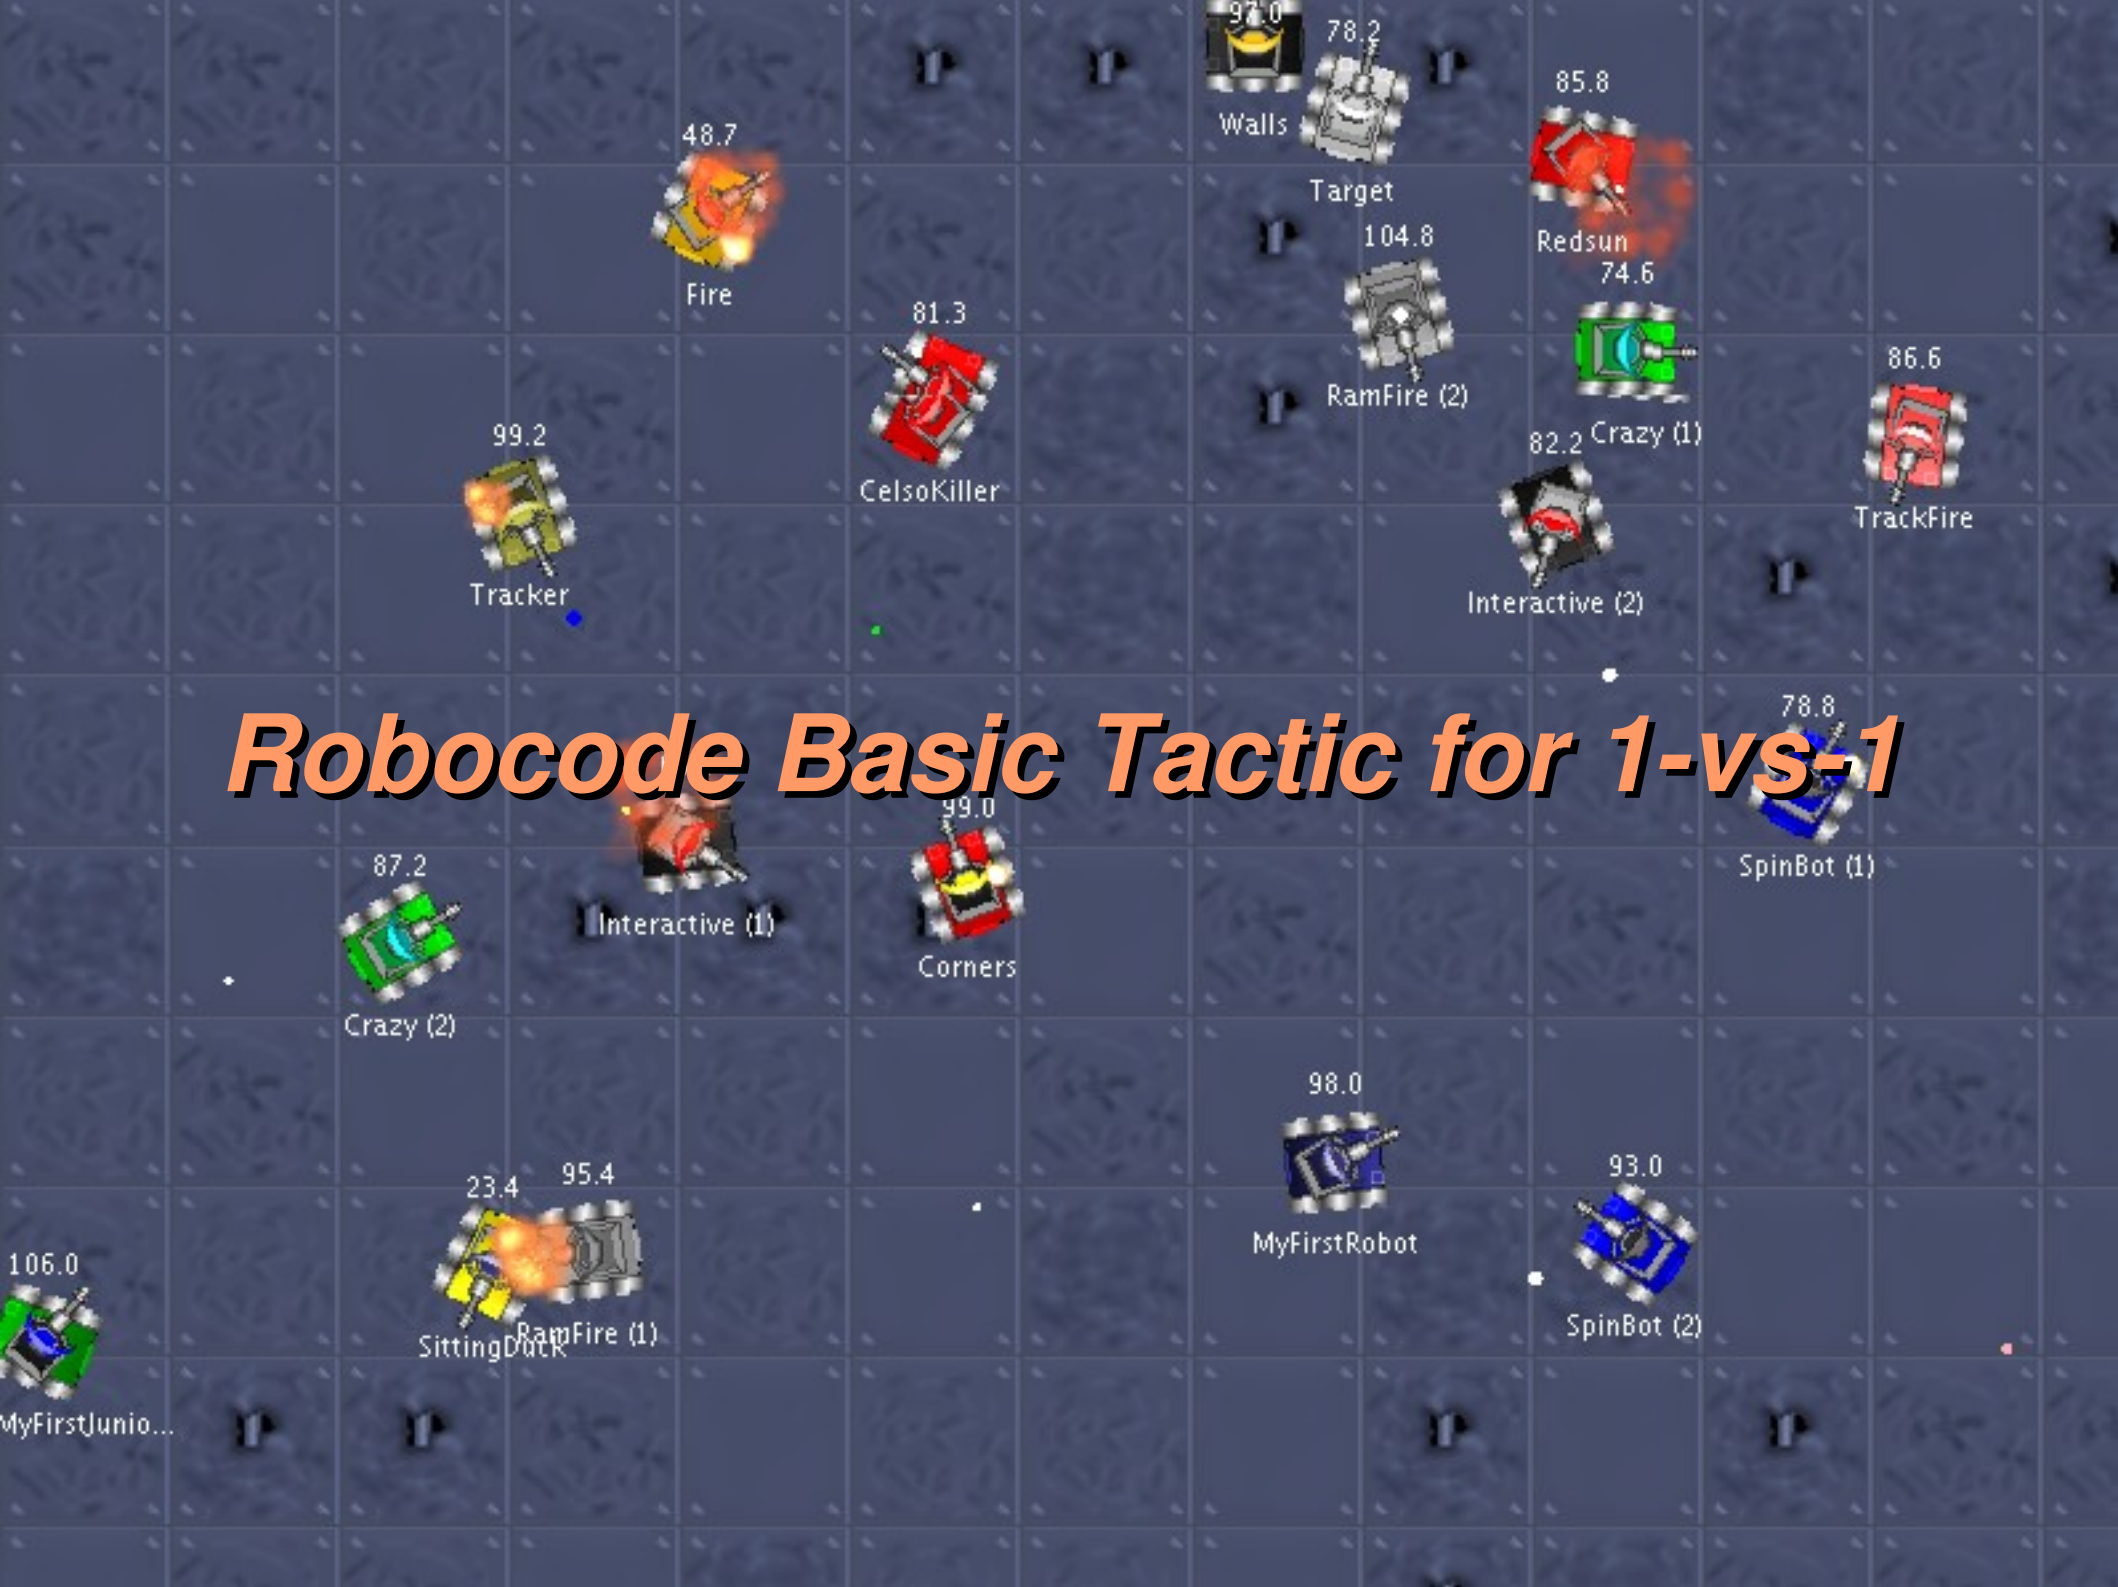 97.0
78.2
85.8
Walls
48.7
Target
104.8
Redsun
74.6
Fire
81.3
86.6
RamFire (2)
99.2
82.2
Crazy (1)
CelsoKiller
TrackFire
Tracker
Interactive (2)
78.8
Robocode Basic Tactic for 1-vs-1
99.0
87.2
SpinBot (1)
Interactive (1)
Corners
Crazy (2)
98.0
93.0
95.4
23.4
MyFirstRobot
106.0
SpinBot (2)
RamFire (1)
SittingDuck
MyFirstJunio...